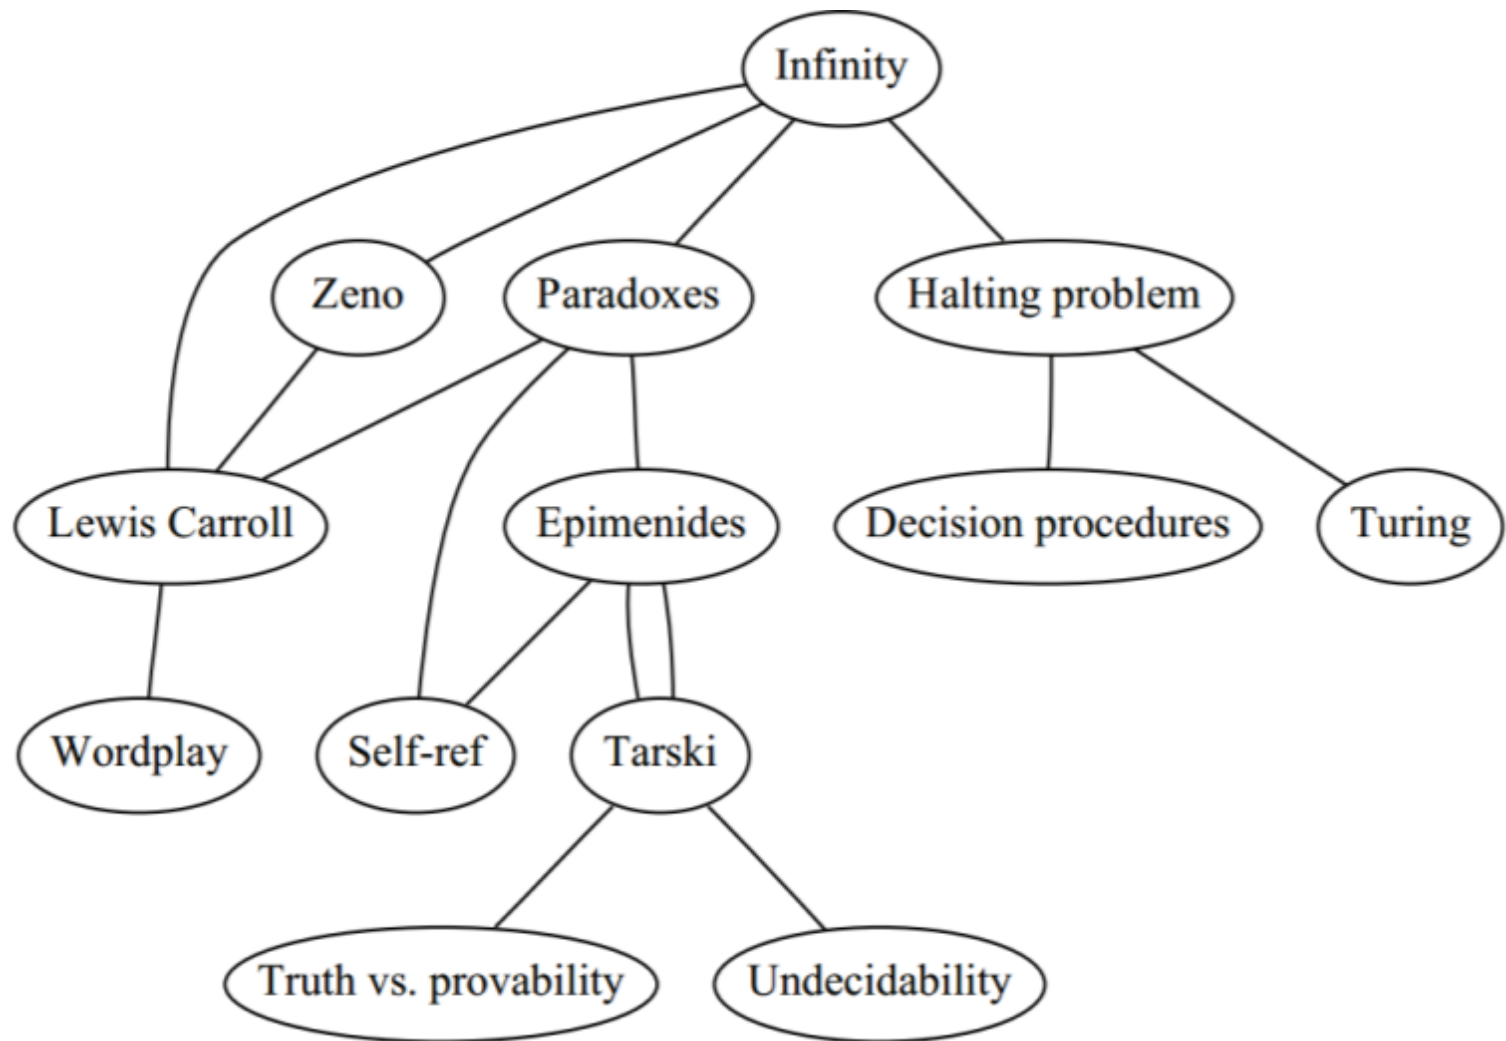 Infinity
Zeno
Paradoxes
Halting problem
Lewis Carroll
Epimenides
Decision procedures
Turing
Wordplay
Self-ref
Tarski
Truth vs. provability
Undecidability